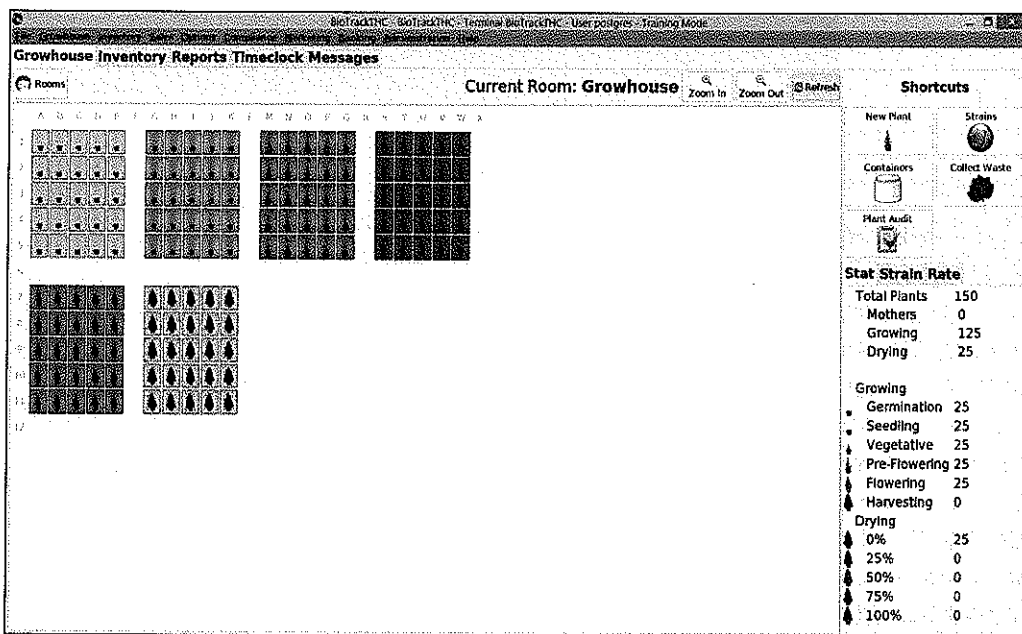 BioTrackTHC - BioTrackTHC - Terminal BioTrackTHC - User postgres - Training Mode
Growhouse Inventory Reports Timeclock Messages
Rooms
Current Room: Growhouse
Zoom In
Zoom Out
Refresh
Shortcuts
New Plant
Strains
Containers
Collect Waste
Plant Audit
Stat Strain Rate
Total Plants 150
Mothers 0
Growing 125
Drying 25
Growing
Germination 25
Seedling 25
Vegetative 25
Pre-Flowering 25
Flowering 25
Harvesting 0
Drying
0% 25
25% 0
50% 0
75% 0
100% 0